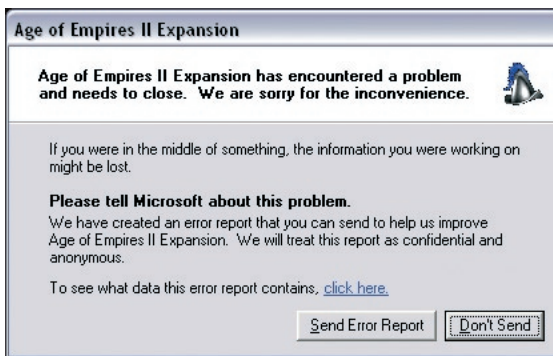 Age of Empires II Expansion
Age of Empires II Expansion has encountered a problem
and needs to close.  We are sorry for the inconvenience.
If you were in the middle of something, the information you were working on
might be lost.
Please tell Microsoft about this problem.
We have created an error report that you can send to help us improve
Age of Empires II Expansion.  We will treat this report as confidential and
anonymous.
To see what data this error report contains, click here.
Send Error Report
Don't Send